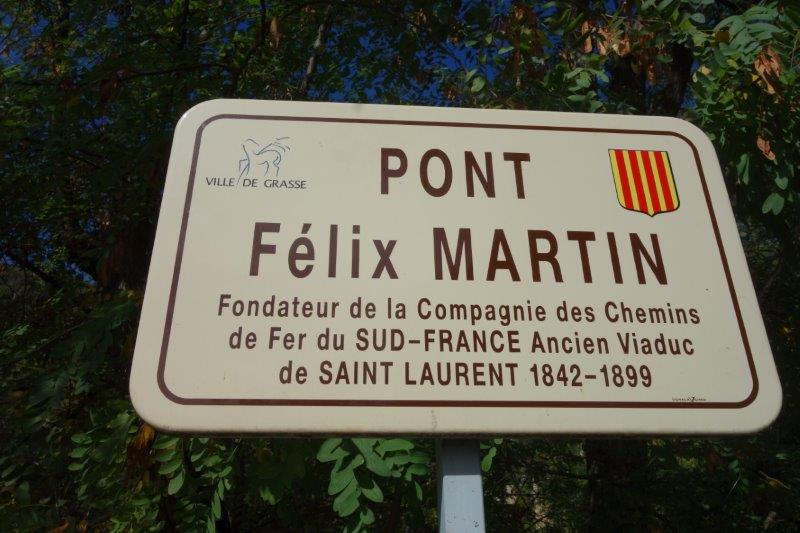 VILLE DE GRASSE
PONT
Félix MARTIN
Fondateur de la Compagnie des Chemins
de Fer du SUD-FRANCE Ancien Viaduc
de SAINT LAURENT 1842-1899